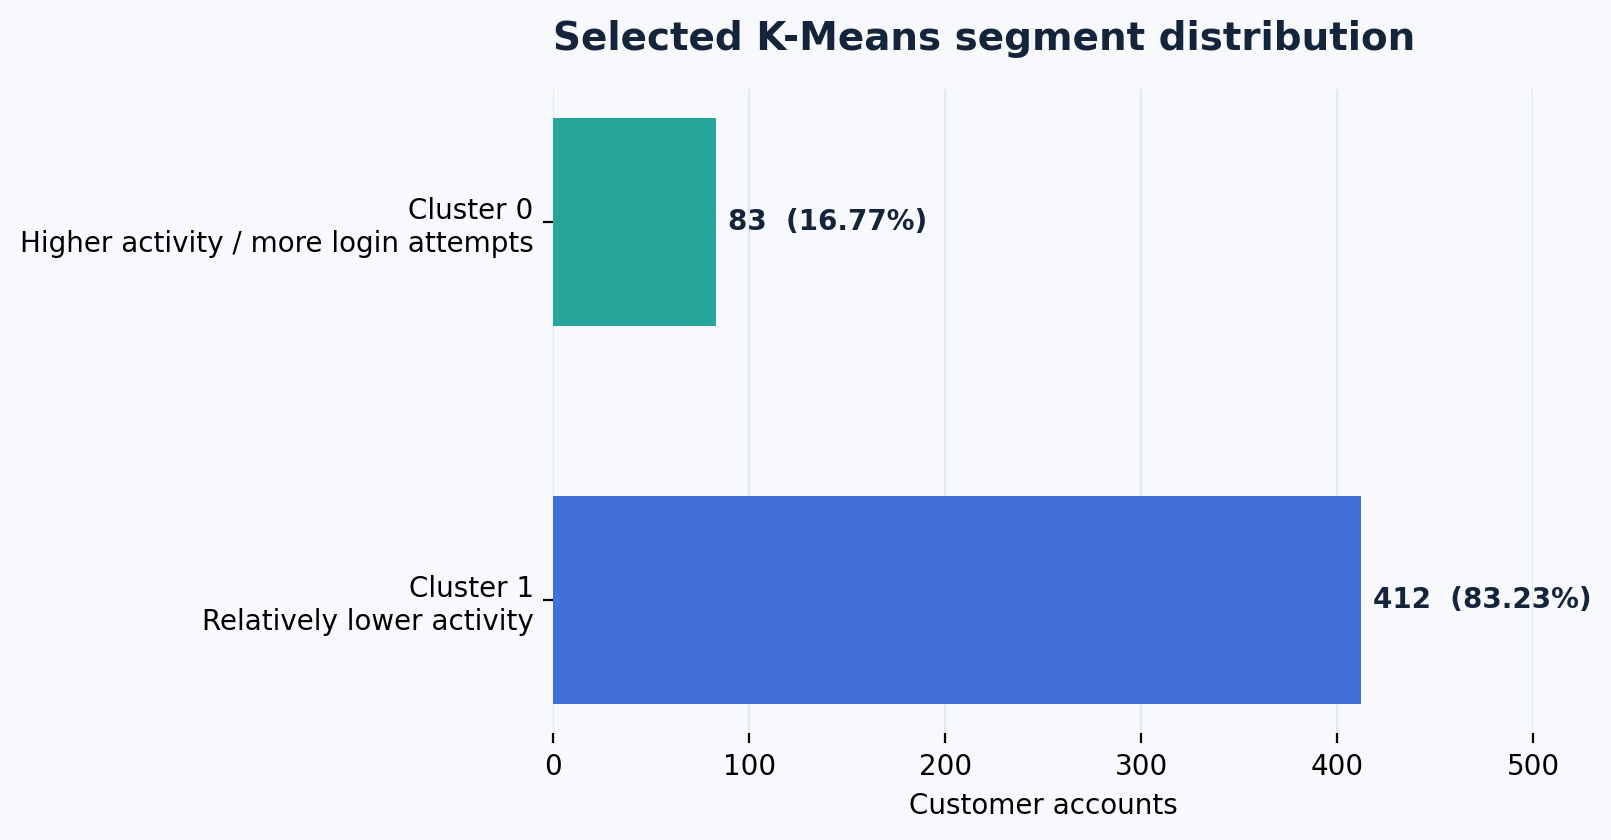 Selected K-Means segment distribution
Cluster 0
Higher activity / more login attempts
83  (16.77%)
Cluster 1
Relatively lower activity
412  (83.23%)
0 100 200 300 400 500
Customer accounts